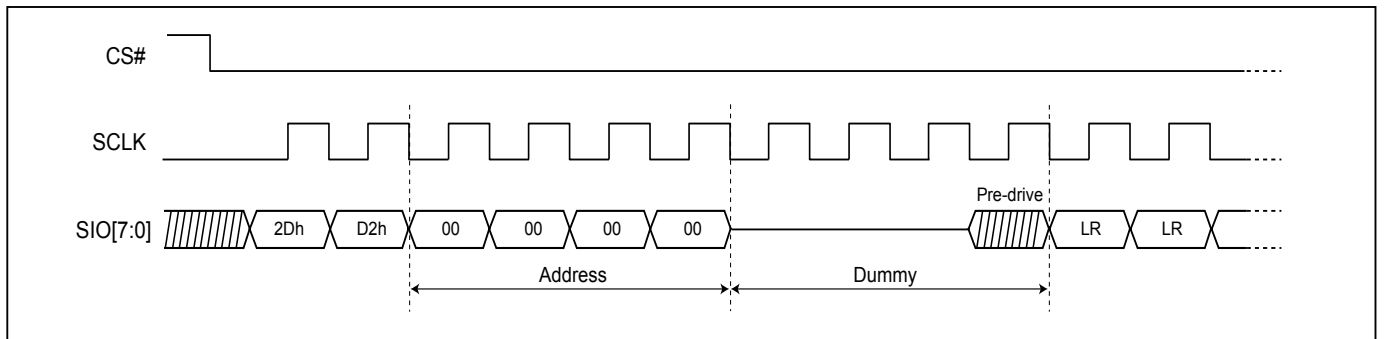 CS#
SCLK
Pre-drive
SIO[7:0] 2Dh D2h 00 00 00 00 LR LR
Address Dummy